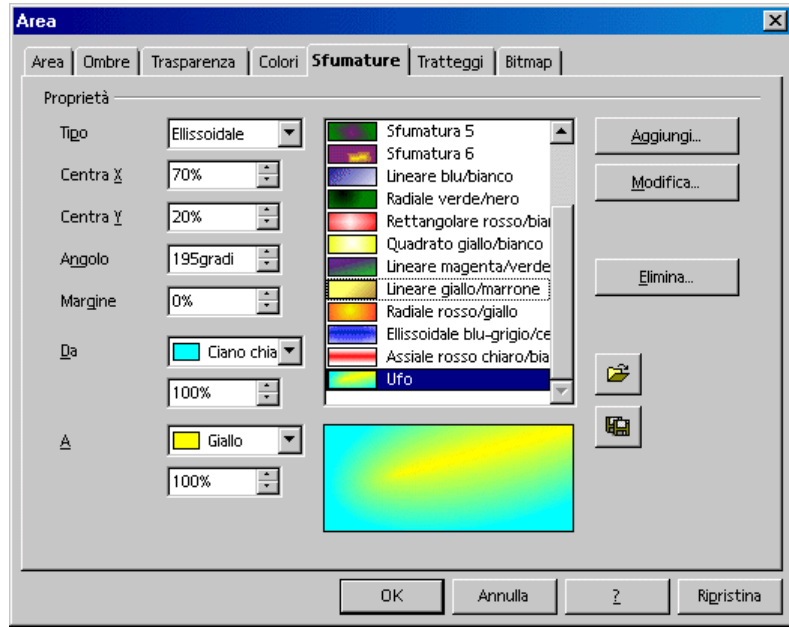 Area
Area Ombre Trasparenza Colori Sfumature Tratteggi Bitmap
Proprietà
Tipo Ellissoidale
Centra X 70%
Centra Y 20%
Angolo 195gradi
Margine 0%
Da Ciano chia
100%
A Giallo
100%
Sfumatura 5
Sfumatura 6
Lineare blu/bianco
Radiale verde/nero
Rettangolare rosso/bian
Quadrato giallo/bianco
Lineare magenta/verde
Lineare giallo/marrone
Radiale rosso/giallo
Ellissoidale blu-grigio/ce
Assiale rosso chiaro/bia
Ufo
Aggiungi...
Modifica...
Elimina...
OK Annulla ? Ripristina